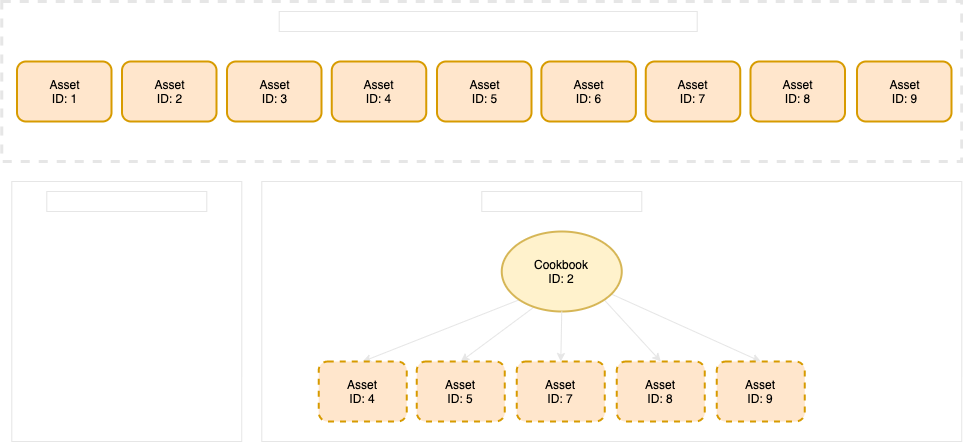 Asset
ID: 1
Asset
ID: 2
Asset
ID: 3
Asset
ID: 4
Asset
ID: 5
Asset
ID: 6
Asset
ID: 7
Asset
ID: 8
Asset
ID: 9
Cookbook
ID: 2
Asset
ID: 4
Asset
ID: 5
Asset
ID: 7
Asset
ID: 8
Asset
ID: 9